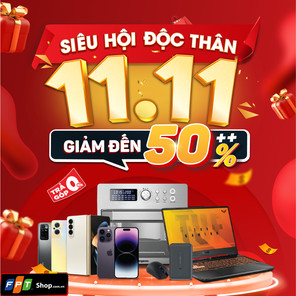 SIÊU HỘI ĐỘC THÂN
11.11
GIẢM ĐẾN 50++%
TRẢ GÓP 0%
FPT Shop.com.vn